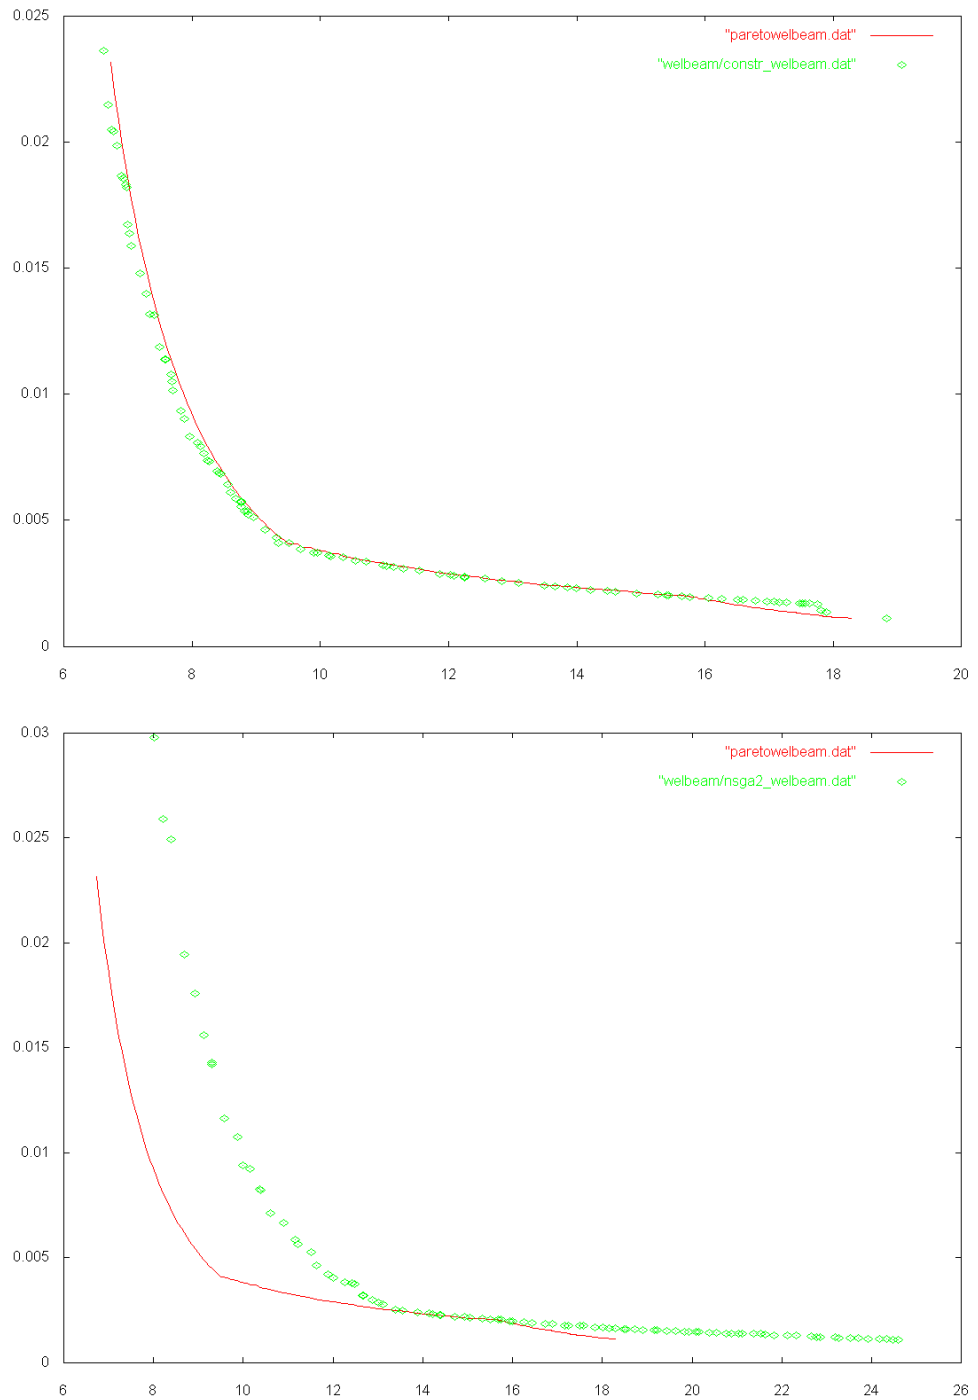 0.025
"paretowelbeam.dat"
"welbeam/constr_welbeam.dat"
0.02
0.015
0.01
0.005
0
6 8 10 12 14 16 18 20
0.03
"paretowelbeam.dat"
"welbeam/nsga2_welbeam.dat"
0.025
0.02
0.015
0.01
0.005
0
6 8 10 12 14 16 18 20 22 24 26